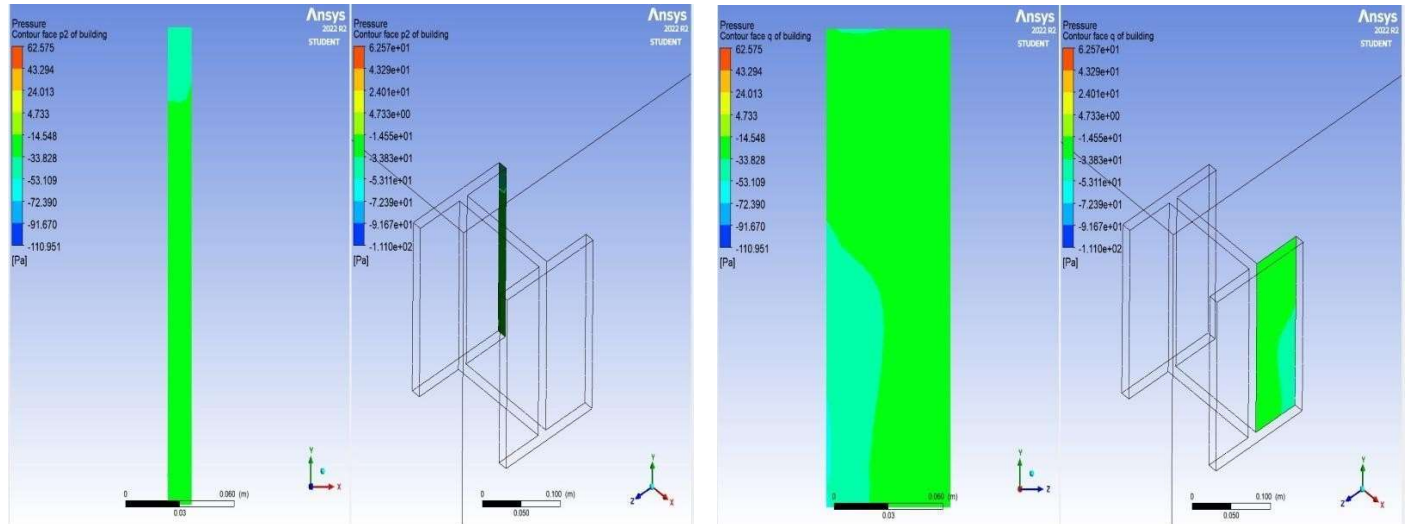 Pressure
Contour face p2 of building
62.575
43.294
24.013
4.733
-14.548
-33.828
-53.109
-72.390
-91.670
-110.951
[Pa]
Ansys
2022 R2
STUDENT
Y
X
0
0.060 (m)
0.03
Pressure
Contour face p2 of building
6.257e+01
4.329e+01
2.401e+01
4.733e+00
-1.455e+01
-3.383e+01
-5.311e+01
-7.239e+01
-9.167e+01
-1.110e+02
[Pa]
Ansys
2022 R2
STUDENT
Y
Z
X
0
0.100 (m)
0.050
Pressure
Contour face q of building
62.575
43.294
24.013
4.733
-14.548
-33.828
-53.109
-72.390
-91.670
-110.951
[Pa]
Ansys
2022 R2
STUDENT
Y
Z
0
0.060 (m)
0.03
Pressure
Contour face q of building
6.257e+01
4.329e+01
2.401e+01
4.733e+00
-1.455e+01
-3.383e+01
-5.311e+01
-7.239e+01
-9.167e+01
-1.110e+02
[Pa]
Ansys
2022 R2
STUDENT
Y
Z
X
0
0.100 (m)
0.050